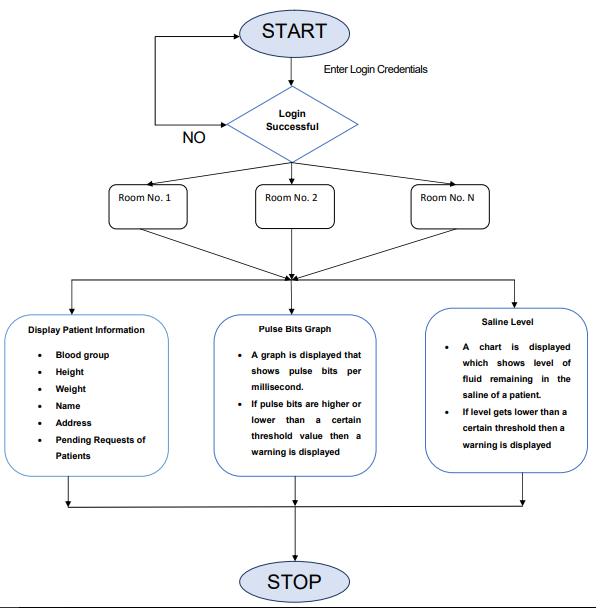 START
Enter Login Credentials
Login
Successful
NO
Room No. 1
Room No. 2
Room No. N
Display Patient Information
• Blood group
• Height
• Weight
• Name
• Address
• Pending Requests of
Patients
Pulse Bits Graph
• A graph is displayed that
shows pulse bits per
millisecond.
• If pulse bits are higher or
lower than a certain
threshold value then a
warning is displayed
Saline Level
• A chart is displayed
which shows level of
fluid remaining in the
saline of a patient.
• If level gets lower than a
certain threshold then a
warning is displayed
STOP